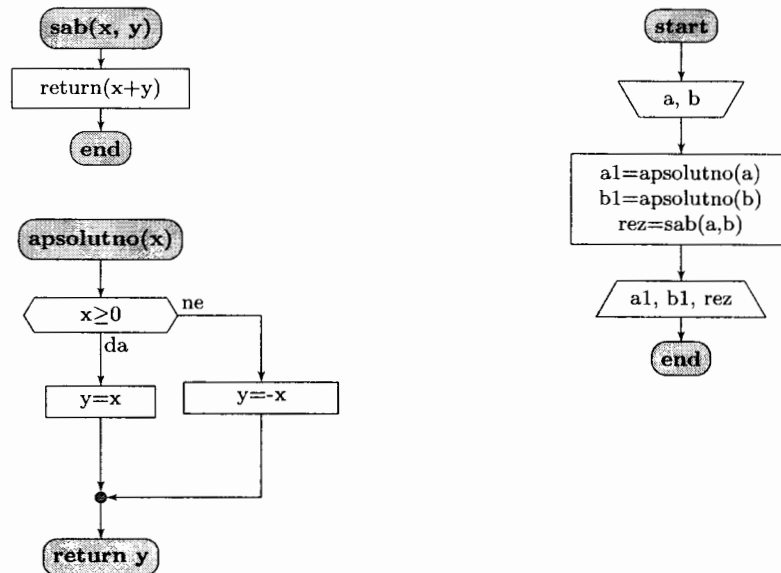 sab(x, y)
return(x+y)
end
apsolutno(x)
x≥0
ne
da
y=x
y=-x
return y
start
a, b
a1=apsolutno(a)
b1=apsolutno(b)
rez=sab(a,b)
a1, b1, rez
end